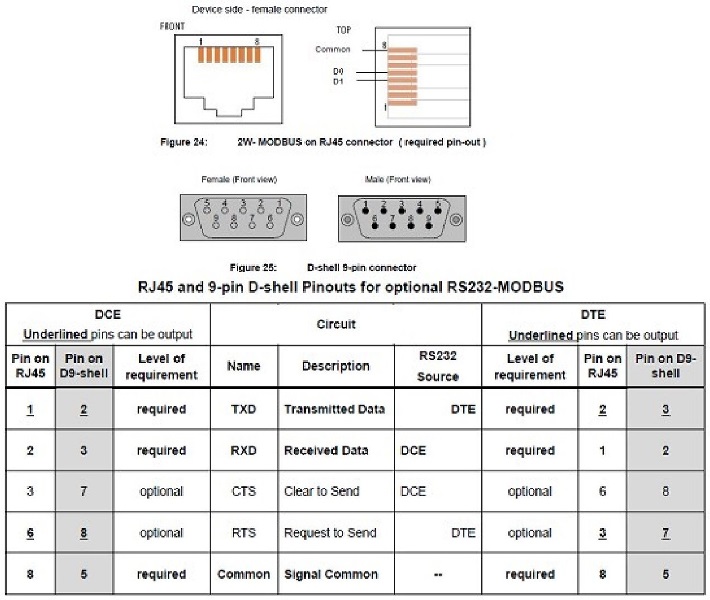 Device side - female connector
FRONT
TOP
1 8
8
Common
D0
D1
1
Figure 24: 2W- MODBUS on RJ45 connector ( required pin-out )
Female (Front view) Male (Front view)
5 4 3 2 1
9 8 7 6
1 2 3 4 5
6 7 8 9
Figure 25: D-shell 9-pin connector
RJ45 and 9-pin D-shell Pinouts for optional RS232-MODBUS
DCE Circuit DTE
Underlined pins can be output Underlined pins can be output
Pin on RJ45 Pin on D9-shell Level of requirement Name Description RS232 Source Level of requirement Pin on RJ45 Pin on D9-shell
1 2 required TXD Transmitted Data DTE required 2 3
2 3 required RXD Received Data DCE required 1 2
3 7 optional CTS Clear to Send DCE optional 6 8
6 8 optional RTS Request to Send DTE optional 3 7
8 5 required Common Signal Common -- required 8 5